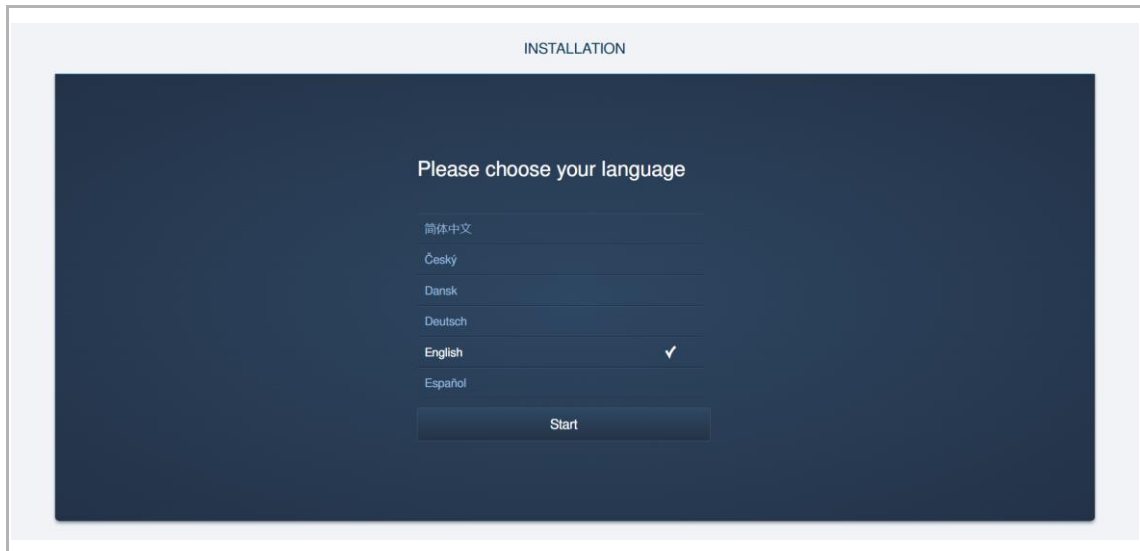 INSTALLATION
Please choose your language
简体中文
Český
Dansk
Deutsch
English
Español
Start